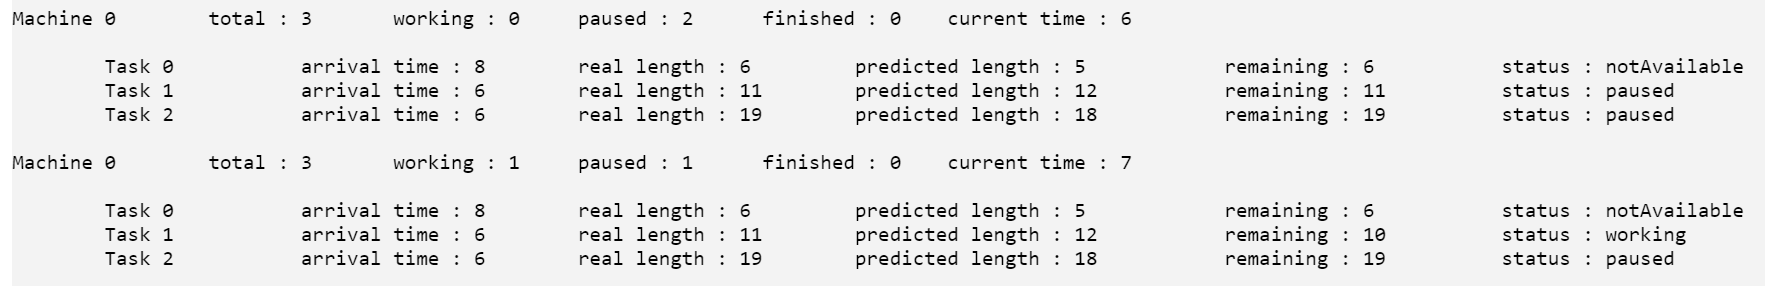 Machine 0 total : 3 working : 0 paused : 2 finished : 0 current time : 6
Task 0 arrival time : 8 real length : 6 predicted length : 5 remaining : 6 status : notAvailable
Task 1 arrival time : 6 real length : 11 predicted length : 12 remaining : 11 status : paused
Task 2 arrival time : 6 real length : 19 predicted length : 18 remaining : 19 status : paused
Machine 0 total : 3 working : 1 paused : 1 finished : 0 current time : 7
Task 0 arrival time : 8 real length : 6 predicted length : 5 remaining : 6 status : notAvailable
Task 1 arrival time : 6 real length : 11 predicted length : 12 remaining : 10 status : working
Task 2 arrival time : 6 real length : 19 predicted length : 18 remaining : 19 status : paused